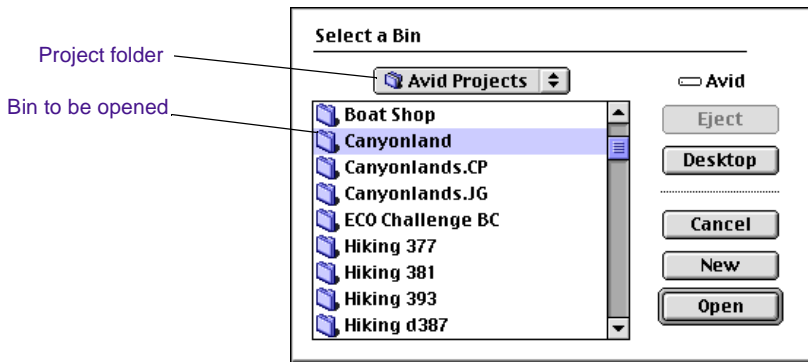 Select a Bin
Project folder
Avid Projects
Avid
Bin to be opened
Boat Shop
Canyonland
Canyonlands.CP
Canyonlands.JG
ECO Challenge BC
Hiking 377
Hiking 381
Hiking 393
Hiking d387
Eject
Desktop
Cancel
New
Open